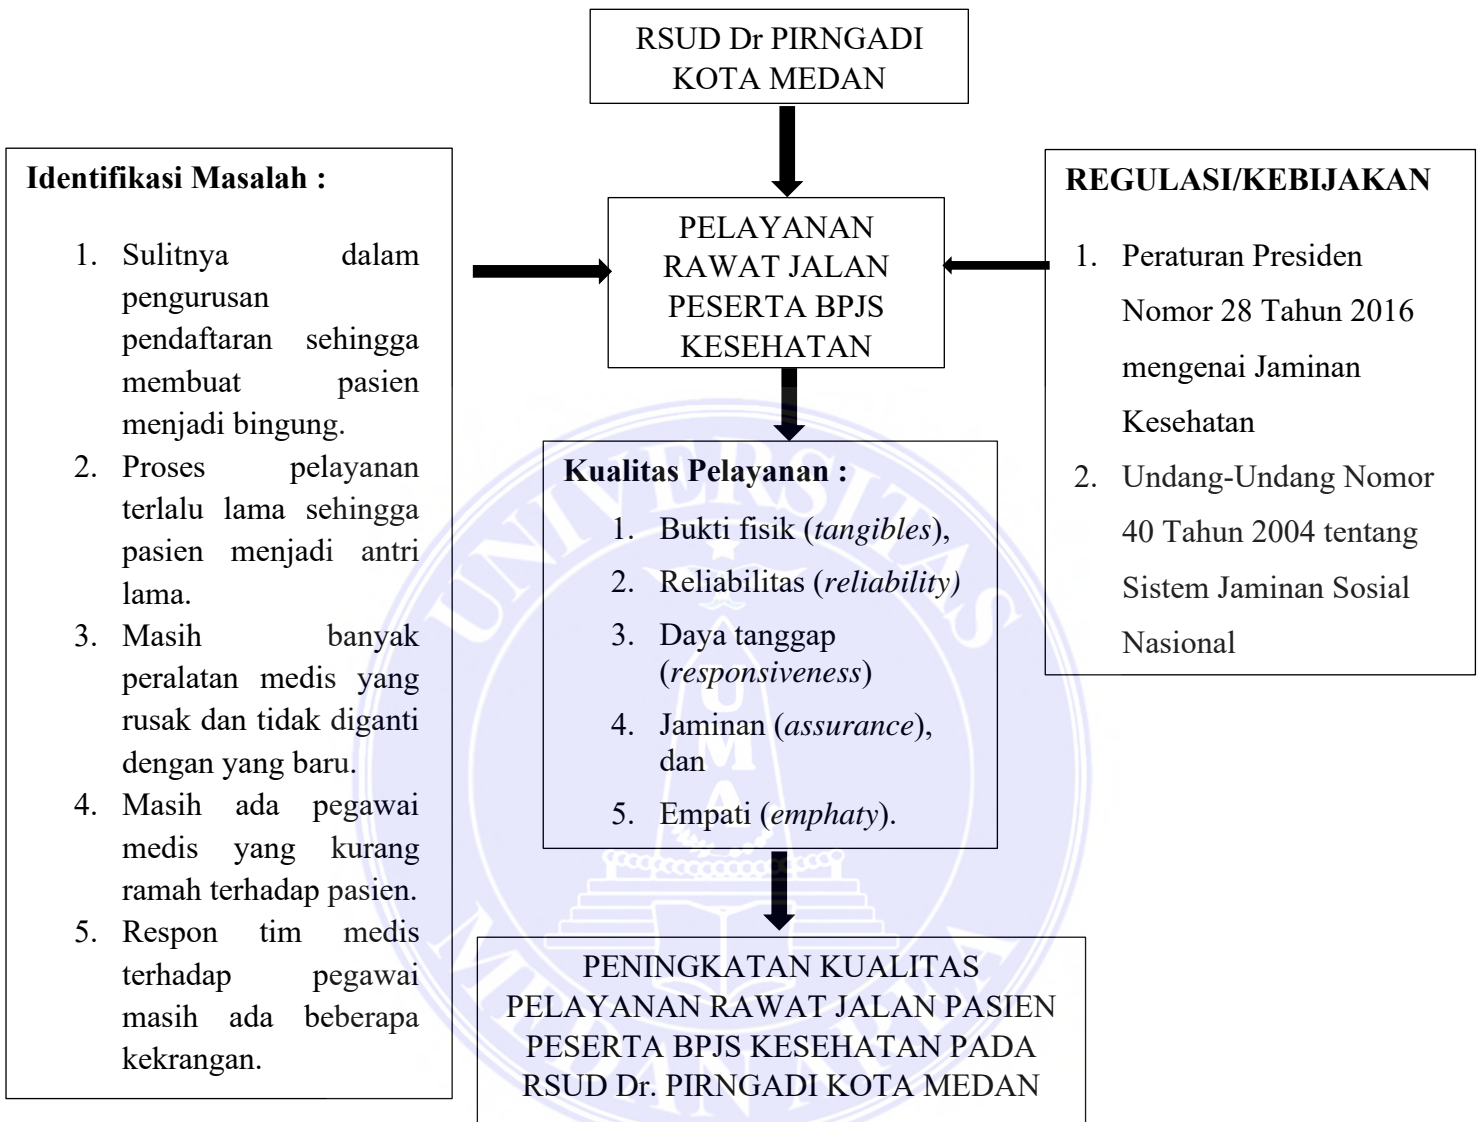 RSUD Dr PIRNGADI
KOTA MEDAN
Identifikasi Masalah :
1. Sulitnya dalam
pengurusan
pendaftaran sehingga
membuat pasien
menjadi bingung.
2. Proses pelayanan
terlalu lama sehingga
pasien menjadi antri
lama.
3. Masih banyak
peralatan medis yang
rusak dan tidak diganti
dengan yang baru.
4. Masih ada pegawai
medis yang kurang
ramah terhadap pasien.
5. Respon tim medis
terhadap pegawai
masih ada beberapa
kekrangan.
PELAYANAN
RAWAT JALAN
PESERTA BPJS
KESEHATAN
REGULASI/KEBIJAKAN
1. Peraturan Presiden
Nomor 28 Tahun 2016
mengenai Jaminan
Kesehatan
2. Undang-Undang Nomor
40 Tahun 2004 tentang
Sistem Jaminan Sosial
Nasional
Kualitas Pelayanan :
1. Bukti fisik (tangibles),
2. Reliabilitas (reliability)
3. Daya tanggap
(responsiveness)
4. Jaminan (assurance),
dan
5. Empati (emphaty).
PENINGKATAN KUALITAS
PELAYANAN RAWAT JALAN PASIEN
PESERTA BPJS KESEHATAN PADA
RSUD Dr. PIRNGADI KOTA MEDAN
UNIVERSITAS
UMA
MEDAN AREA